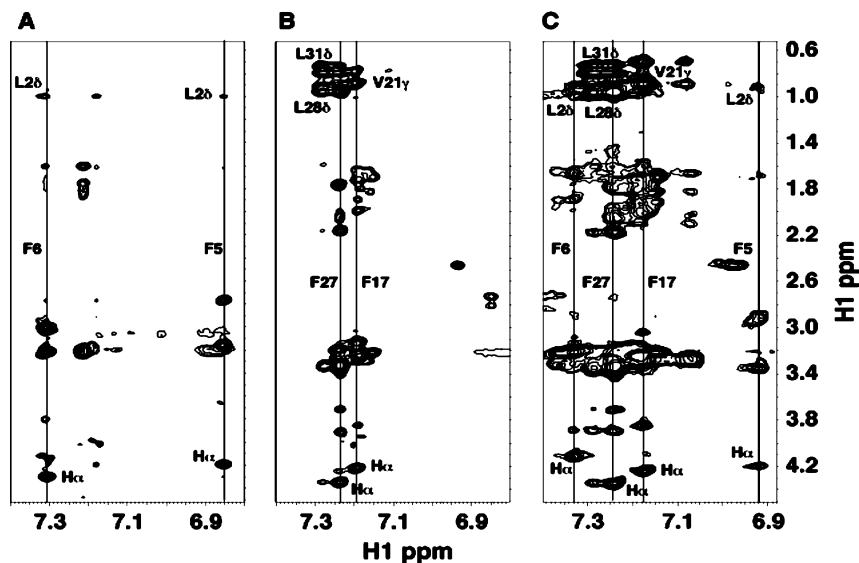 A
B
C
L2δ
L2δ
F6
F5
Hα
Hα
7.3
7.1
6.9
L31δ
V21γ
L28δ
F27
F17
Hα
Hα
7.3
7.1
6.9
L31δ
V21γ
L2δ
L28δ
L2δ
F6
F5
F27
F17
Hα
Hα
Hα
Hα
7.3
7.1
6.9
0.6
1.0
1.4
1.8
2.2
2.6
3.0
3.4
3.8
4.2
H1 ppm
H1 ppm